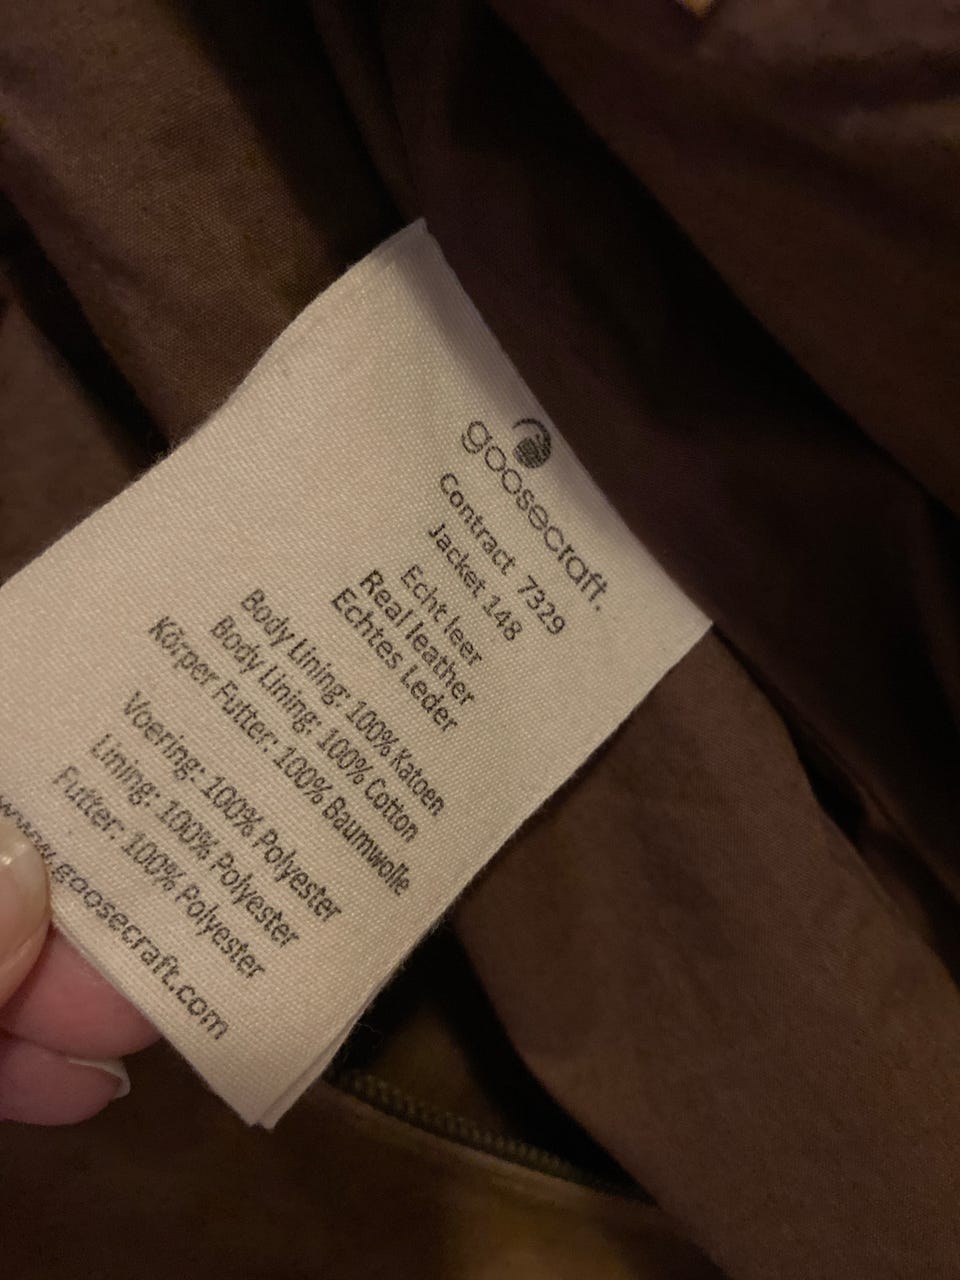 goosecraft.
Contract 7329
Jacket 148
Echt leer
Real leather
Echtes Leder
Body Lining: 100% Katoen
Body Lining: 100% Cotton
Körper Futter: 100% Baumwolle
Voering: 100% Polyester
Lining: 100% Polyester
Futter: 100% Polyester
www.goosecraft.com